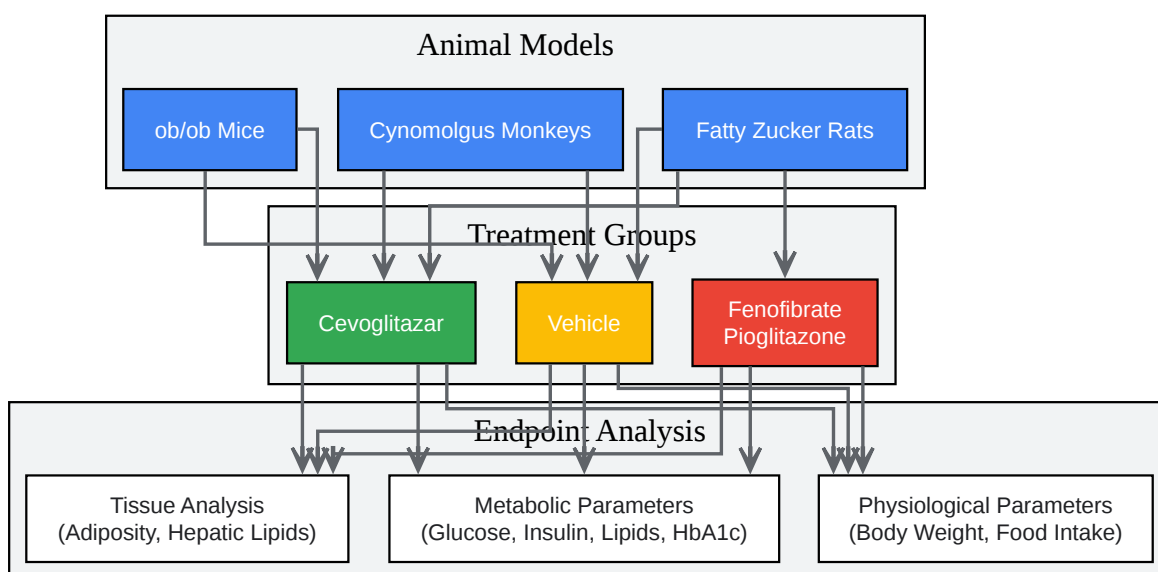 Animal Models
ob/ob Mice
Cynomolgus Monkeys
Fatty Zucker Rats
Treatment Groups
Cevoglitazar
Vehicle
Fenofibrate
Pioglitazone
Endpoint Analysis
Tissue Analysis
(Adiposity, Hepatic Lipids)
Metabolic Parameters
(Glucose, Insulin, Lipids, HbA1c)
Physiological Parameters
(Body Weight, Food Intake)